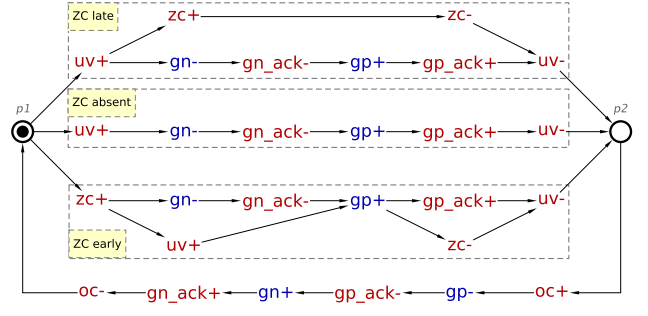 ZC late
zc+ zc-
uv+ gn- gn_ack- gp+ gp_ack+ uv-
p1 p2
ZC absent
uv+ gn- gn_ack- gp+ gp_ack+ uv-
zc+ gn- gn_ack- gp+ gp_ack+ uv-
ZC early
uv+ zc-
oc- gn_ack+ gn+ gp_ack- gp- oc+